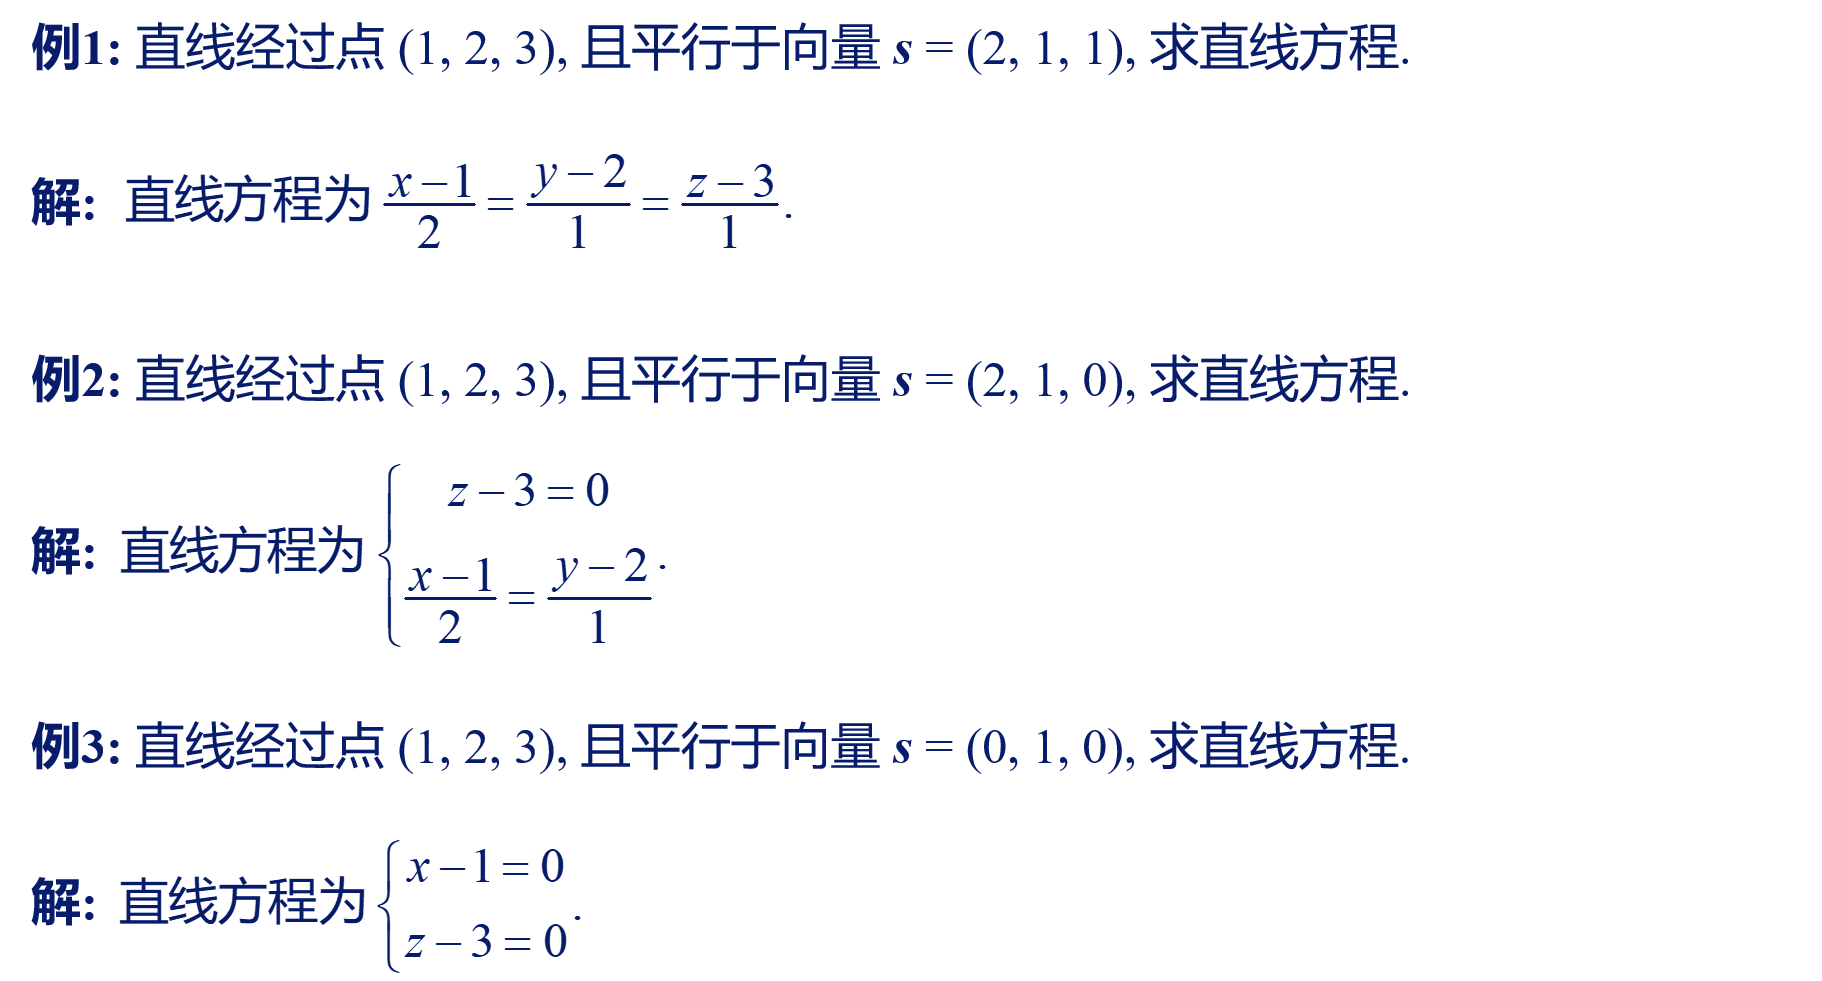 例1: 直线经过点 (1, 2, 3), 且平行于向量 s = (2, 1, 1), 求直线方程.
解: 直线方程为 \frac{x-1}{2} = \frac{y-2}{1} = \frac{z-3}{1}.
例2: 直线经过点 (1, 2, 3), 且平行于向量 s = (2, 1, 0), 求直线方程.
解: 直线方程为 \begin{cases} z-3=0 \\ \frac{x-1}{2} = \frac{y-2}{1} \end{cases}.
例3: 直线经过点 (1, 2, 3), 且平行于向量 s = (0, 1, 0), 求直线方程.
解: 直线方程为 \begin{cases} x-1=0 \\ z-3=0 \end{cases}.